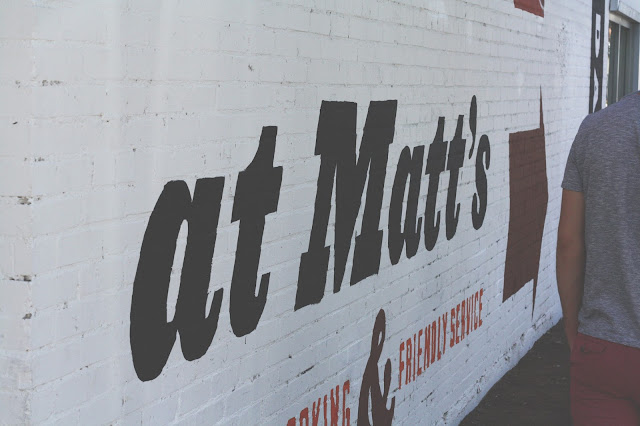 at Matt's
& FRIENDLY SERVICE